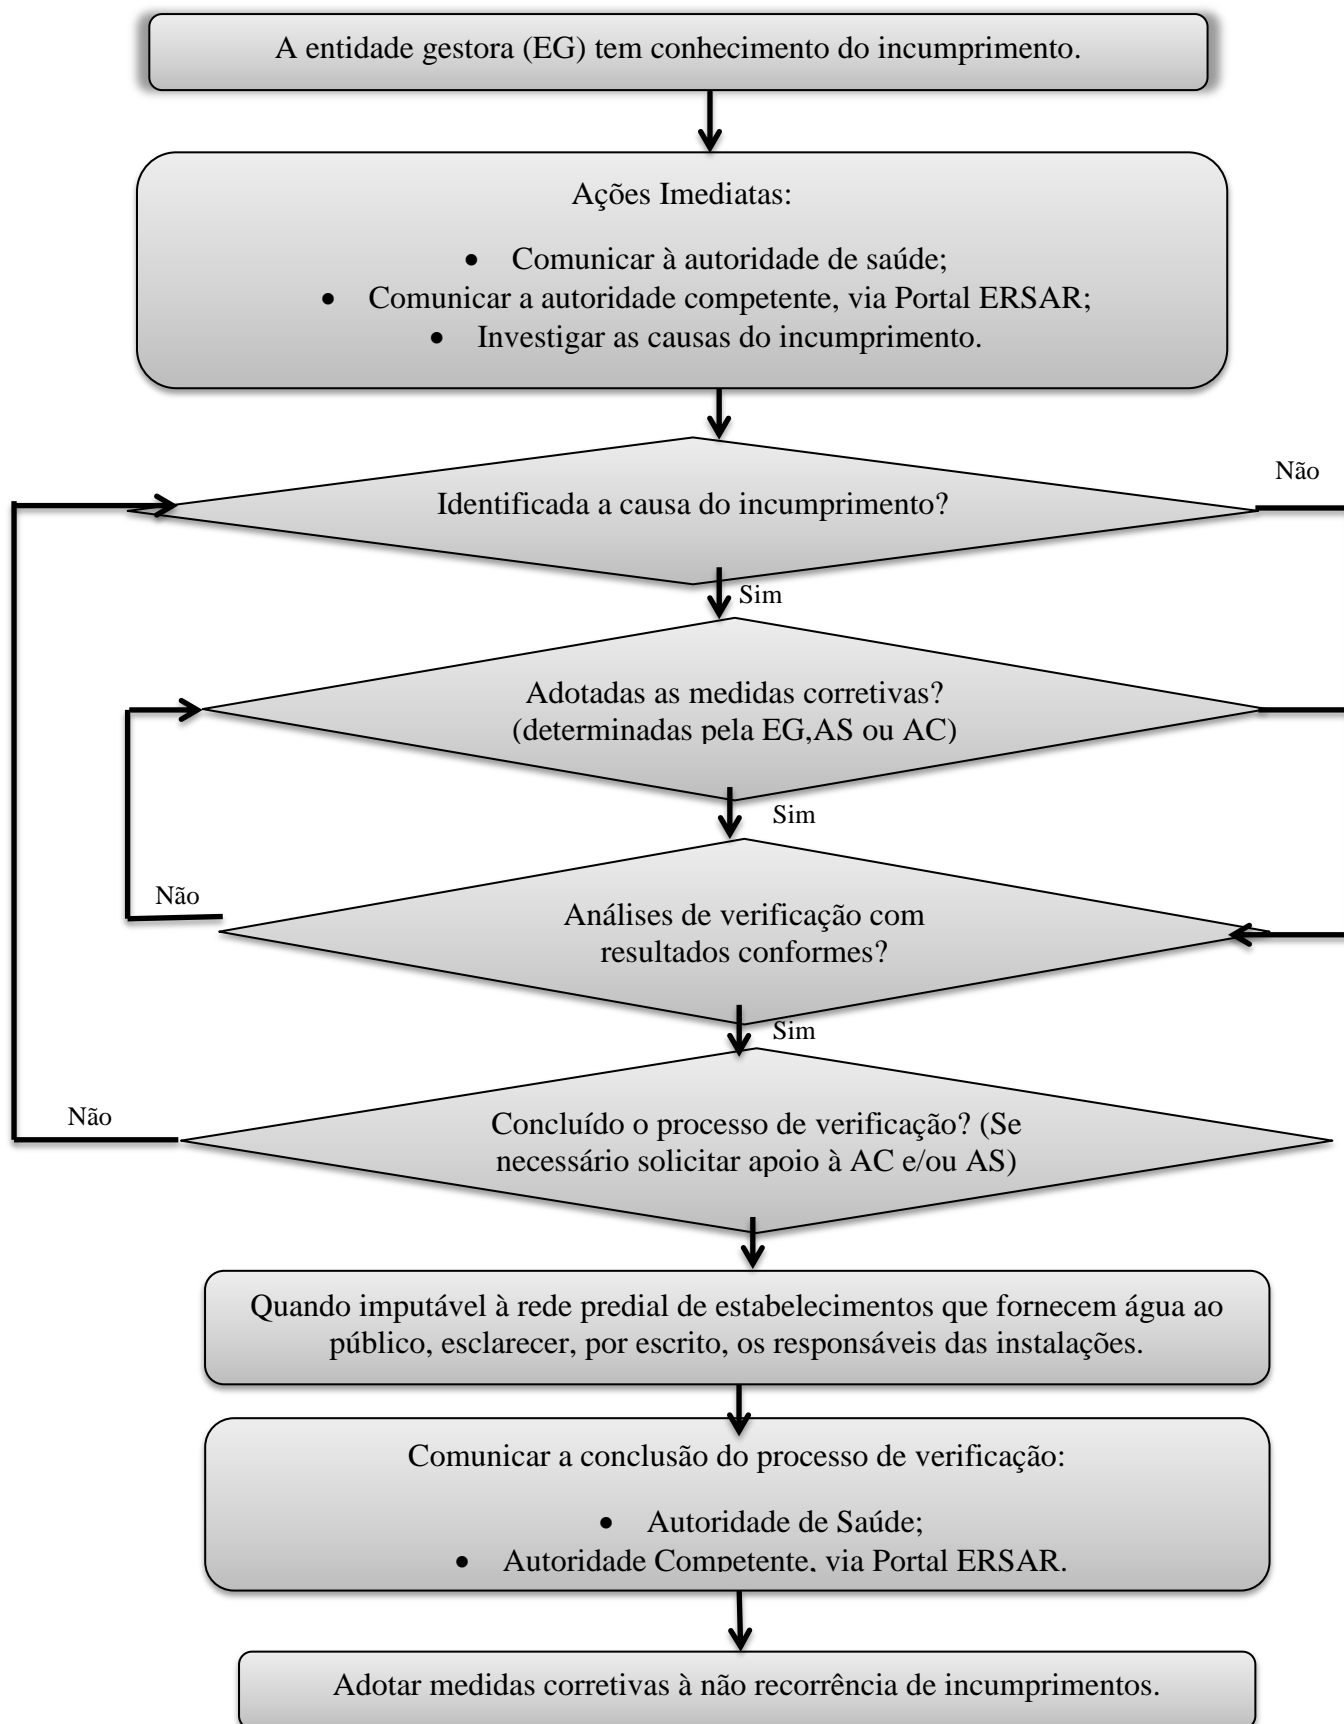 A entidade gestora (EG) tem conhecimento do incumprimento.
Ações Imediatas:
• Comunicar à autoridade de saúde;
• Comunicar a autoridade competente, via Portal ERSAR;
• Investigar as causas do incumprimento.
Não
Identificada a causa do incumprimento?
Sim
Adotadas as medidas corretivas?
(determinadas pela EG,AS ou AC)
Sim
Não
Análises de verificação com
resultados conformes?
Sim
Não
Concluído o processo de verificação? (Se
necessário solicitar apoio à AC e/ou AS)
Quando imputável à rede predial de estabelecimentos que fornecem água ao
público, esclarecer, por escrito, os responsáveis das instalações.
Comunicar a conclusão do processo de verificação:
• Autoridade de Saúde;
• Autoridade Competente, via Portal ERSAR.
Adotar medidas corretivas à não recorrência de incumprimentos.